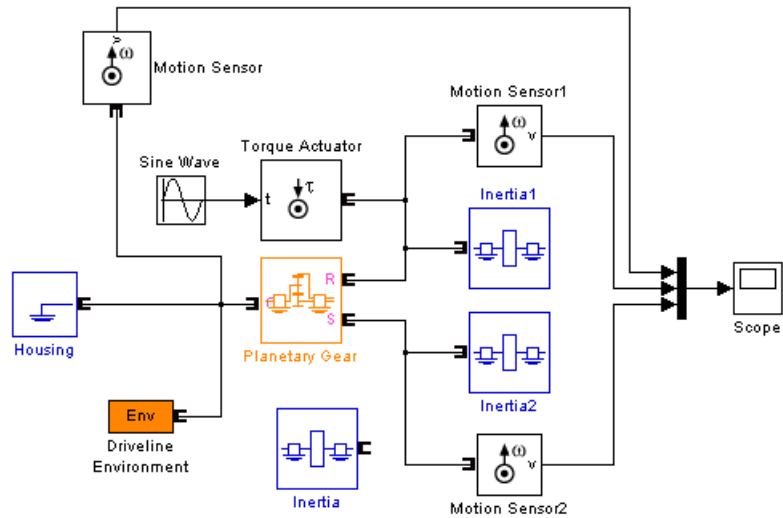 v
ω
Motion Sensor
Motion Sensor1
ω
v
Torque Actuator
Sine Wave
t
τ
Inertia1
R
S
Housing
Planetary Gear
Scope
Env
Driveline
Environment
Inertia2
Inertia
ω
v
Motion Sensor2